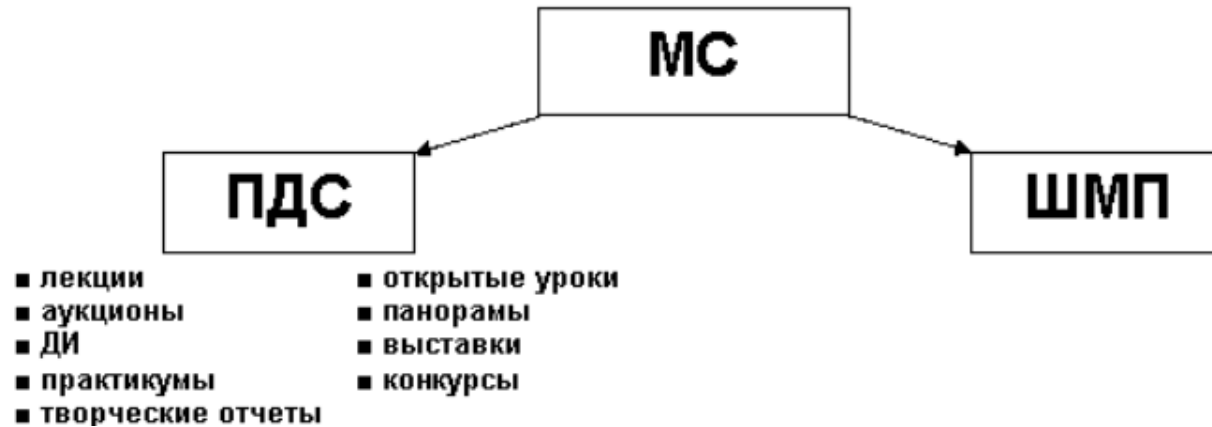 МС
ПДС
ШМП
▪ лекции
▪ аукционы
▪ ДИ
▪ практикумы
▪ творческие отчеты
▪ открытые уроки
▪ панорамы
▪ выставки
▪ конкурсы